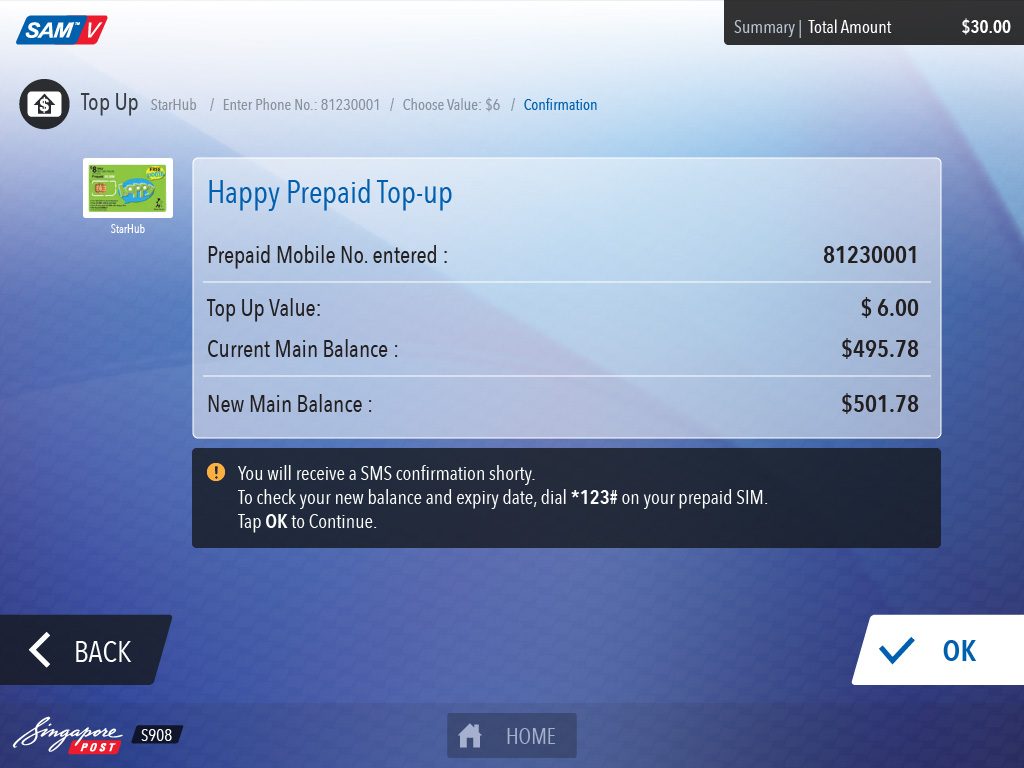 SAM™ V
Summary | Total Amount $30.00
Top Up StarHub / Enter Phone No.: 81230001 / Choose Value: $6 / Confirmation
StarHub
Happy Prepaid Top-up
Prepaid Mobile No. entered : 81230001
Top Up Value: $ 6.00
Current Main Balance : $495.78
New Main Balance : $501.78
You will receive a SMS confirmation shorty.
To check your new balance and expiry date, dial *123# on your prepaid SIM.
Tap OK to Continue.
BACK
OK
Singapore
POST
S908
HOME